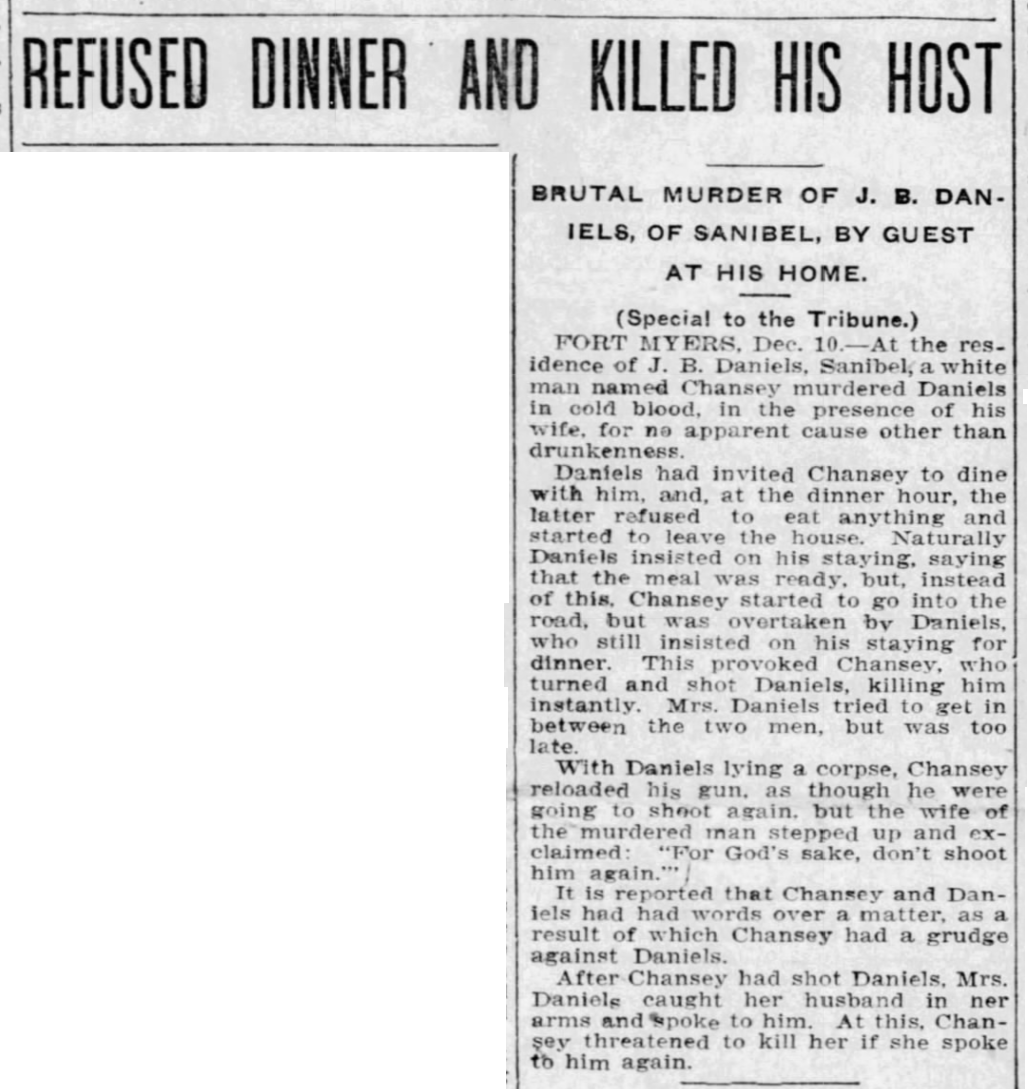 REFUSED DINNER AND KILLED HIS HOST
BRUTAL MURDER OF J. B. DAN-
IELS, OF SANIBEL, BY GUEST
AT HIS HOME.
(Special to the Tribune.)
FORT MYERS, Dec. 10.—At the res-
idence of J. B. Daniels, Sanibel, a white
man named Chansey murdered Daniels
in cold blood, in the presence of his
wife, for no apparent cause other than
drunkenness.
Daniels had invited Chansey to dine
with him, and, at the dinner hour, the
latter refused to eat anything and
started to leave the house. Naturally
Daniels insisted on his staying, saying
that the meal was ready, but, instead
of this, Chansey started to go into the
road, but was overtaken by Daniels,
who still insisted on his staying for
dinner. This provoked Chansey, who
turned and shot Daniels, killing him
instantly. Mrs. Daniels tried to get in
between the two men, but was too
late.
With Daniels lying a corpse, Chansey
reloaded his gun, as though he were
going to shoot again, but the wife of
the murdered man stepped up and ex-
claimed: "For God's sake, don't shoot
him again."'
It is reported that Chansey and Dan-
iels had had words over a matter, as a
result of which Chansey had a grudge
against Daniels.
After Chansey had shot Daniels, Mrs.
Daniels caught her husband in ner
arms and spoke to him. At this, Chan-
sey threatened to kill her if she spoke
to him again.